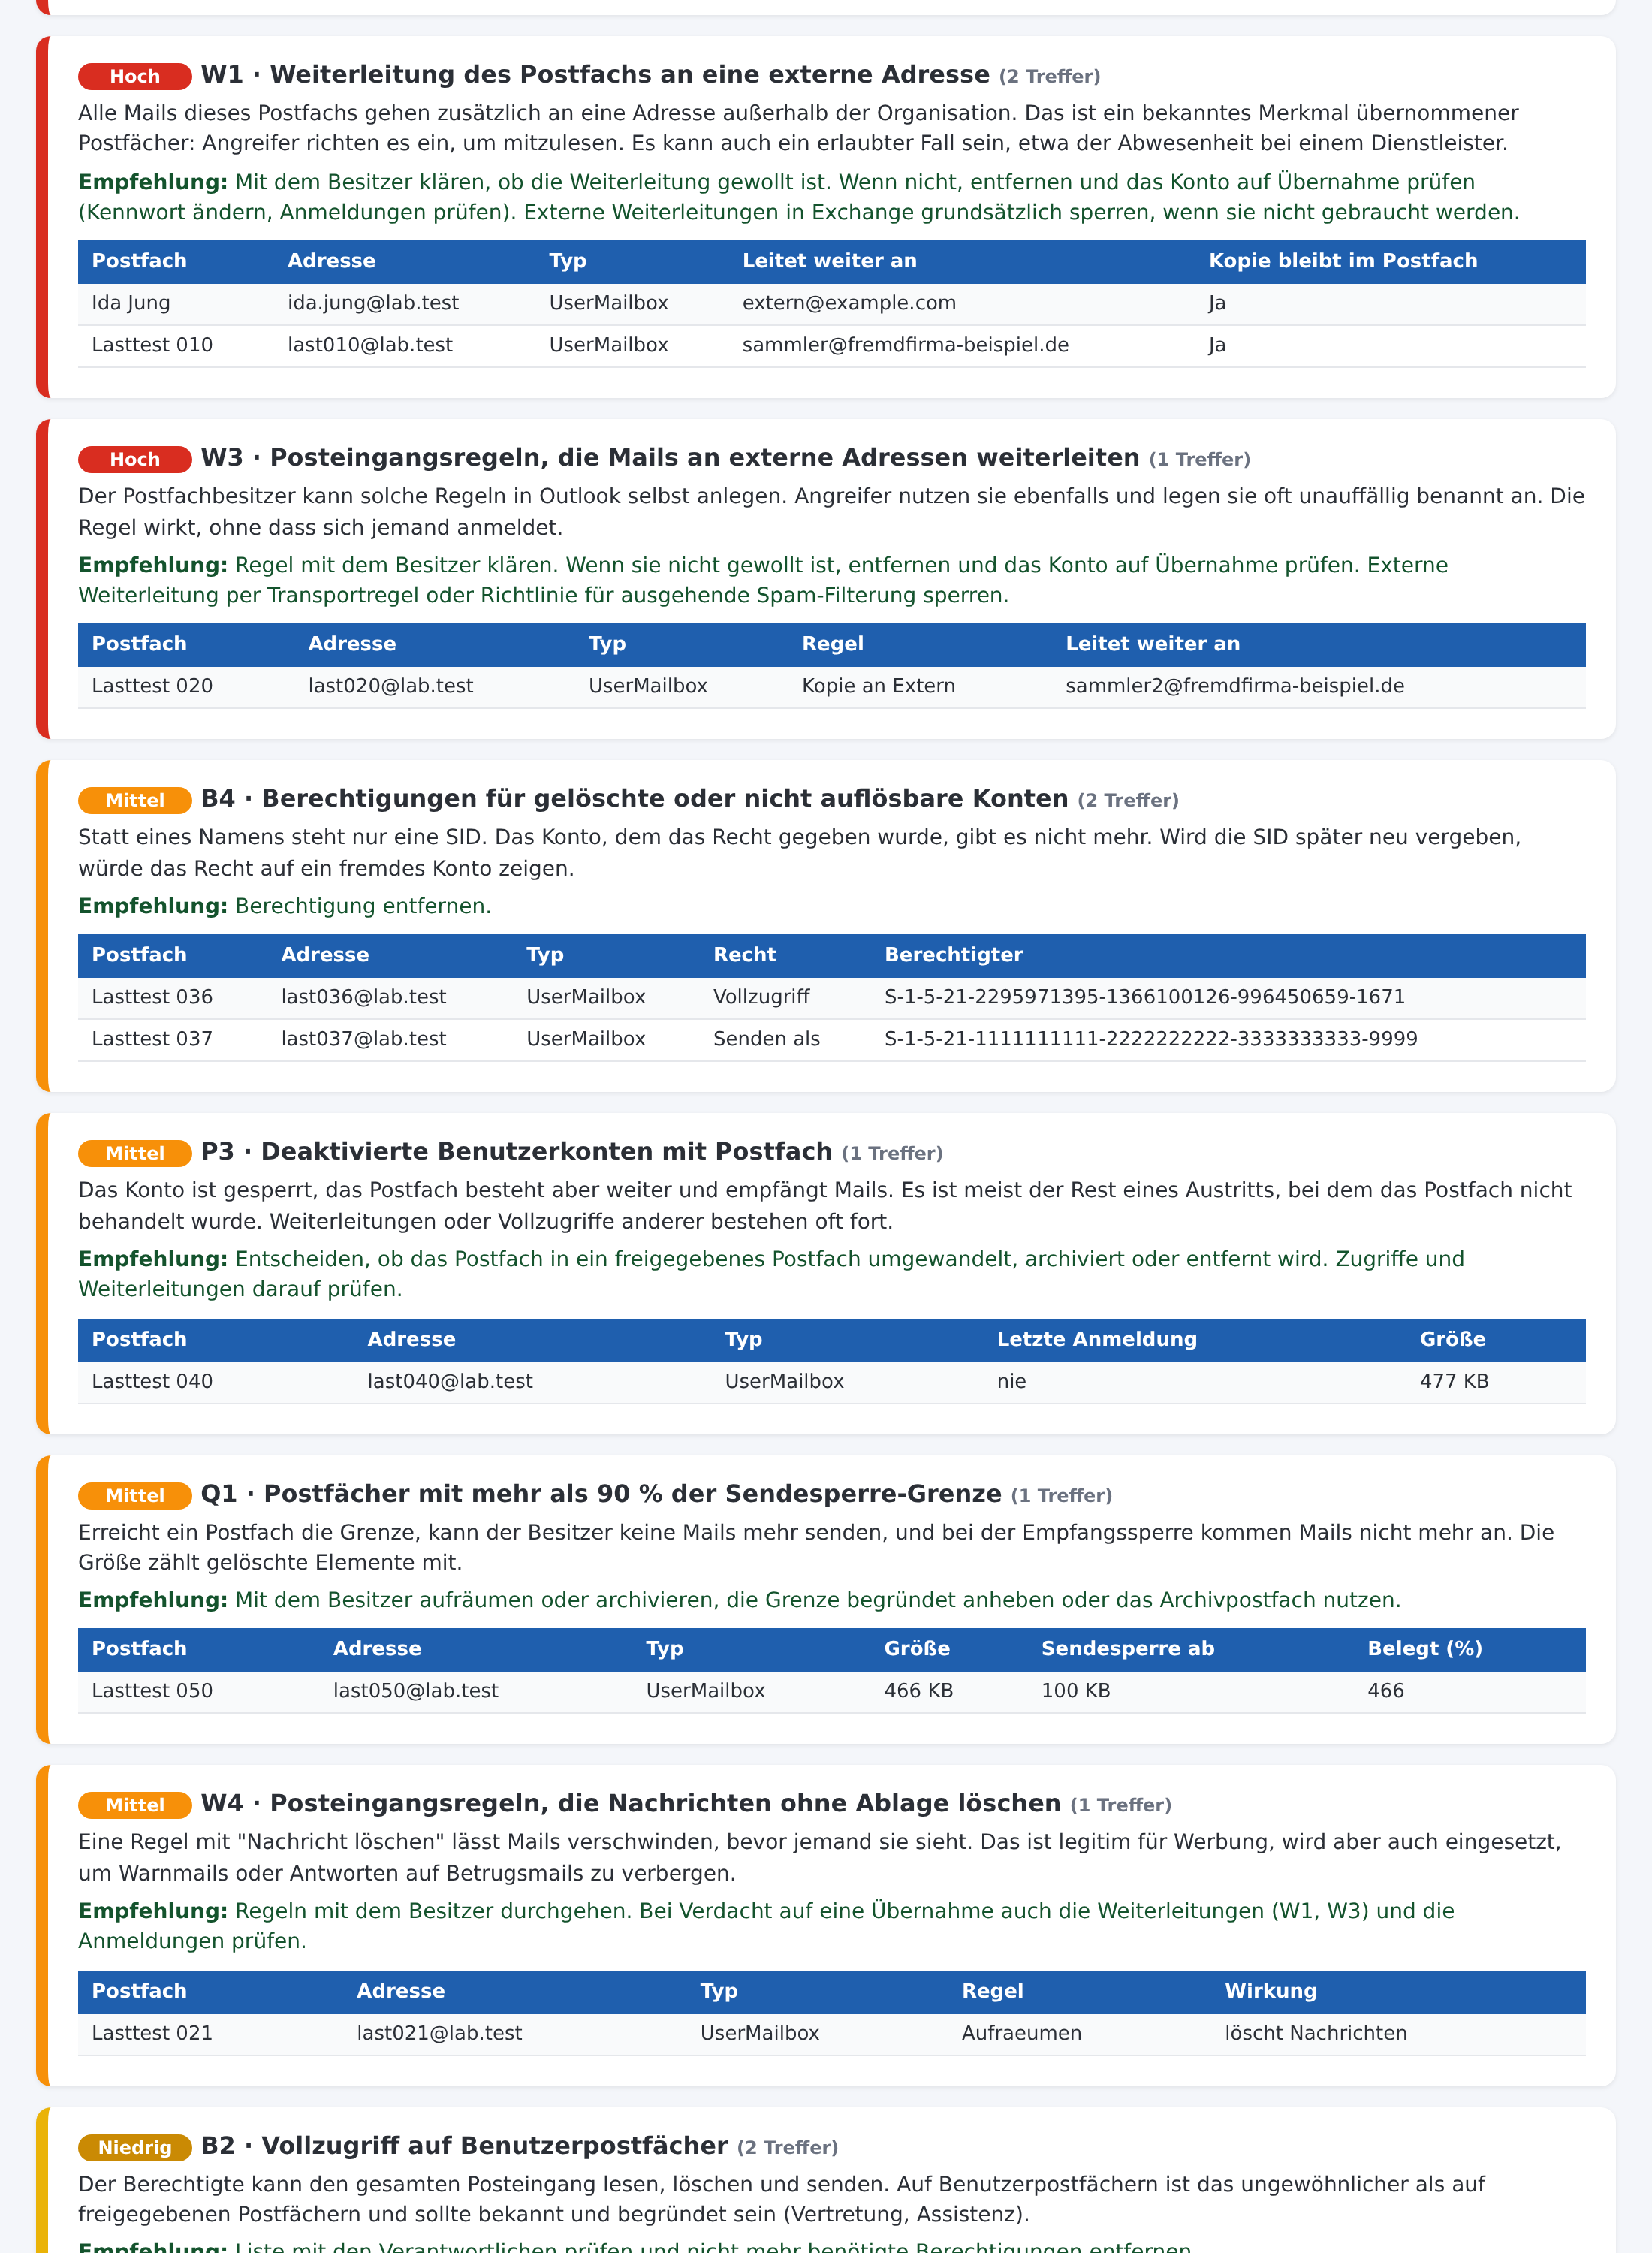 Hoch W1 · Weiterleitung des Postfachs an eine externe Adresse (2 Treffer)
Alle Mails dieses Postfachs gehen zusätzlich an eine Adresse außerhalb der Organisation. Das ist ein bekanntes Merkmal übernommener
Postfächer: Angreifer richten es ein, um mitzulesen. Es kann auch ein erlaubter Fall sein, etwa der Abwesenheit bei einem Dienstleister.
Empfehlung: Mit dem Besitzer klären, ob die Weiterleitung gewollt ist. Wenn nicht, entfernen und das Konto auf Übernahme prüfen
(Kennwort ändern, Anmeldungen prüfen). Externe Weiterleitungen in Exchange grundsätzlich sperren, wenn sie nicht gebraucht werden.
Postfach Adresse Typ Leitet weiter an Kopie bleibt im Postfach
Ida Jung ida.jung@lab.test UserMailbox extern@example.com Ja
Lasttest 010 last010@lab.test UserMailbox sammler@fremdfirma-beispiel.de Ja
Hoch W3 · Posteingangsregeln, die Mails an externe Adressen weiterleiten (1 Treffer)
Der Postfachbesitzer kann solche Regeln in Outlook selbst anlegen. Angreifer nutzen sie ebenfalls und legen sie oft unauffällig benannt an. Die
Regel wirkt, ohne dass sich jemand anmeldet.
Empfehlung: Regel mit dem Besitzer klären. Wenn sie nicht gewollt ist, entfernen und das Konto auf Übernahme prüfen. Externe
Weiterleitung per Transportregel oder Richtlinie für ausgehende Spam-Filterung sperren.
Postfach Adresse Typ Regel Leitet weiter an
Lasttest 020 last020@lab.test UserMailbox Kopie an Extern sammler2@fremdfirma-beispiel.de
Mittel B4 · Berechtigungen für gelöschte oder nicht auflösbare Konten (2 Treffer)
Statt eines Namens steht nur eine SID. Das Konto, dem das Recht gegeben wurde, gibt es nicht mehr. Wird die SID später neu vergeben,
würde das Recht auf ein fremdes Konto zeigen.
Empfehlung: Berechtigung entfernen.
Postfach Adresse Typ Recht Berechtigter
Lasttest 036 last036@lab.test UserMailbox Vollzugriff S-1-5-21-2295971395-1366100126-996450659-1671
Lasttest 037 last037@lab.test UserMailbox Senden als S-1-5-21-1111111111-2222222222-3333333333-9999
Mittel P3 · Deaktivierte Benutzerkonten mit Postfach (1 Treffer)
Das Konto ist gesperrt, das Postfach besteht aber weiter und empfängt Mails. Es ist meist der Rest eines Austritts, bei dem das Postfach nicht
behandelt wurde. Weiterleitungen oder Vollzugriffe anderer bestehen oft fort.
Empfehlung: Entscheiden, ob das Postfach in ein freigegebenes Postfach umgewandelt, archiviert oder entfernt wird. Zugriffe und
Weiterleitungen darauf prüfen.
Postfach Adresse Typ Letzte Anmeldung Größe
Lasttest 040 last040@lab.test UserMailbox nie 477 KB
Mittel Q1 · Postfächer mit mehr als 90 % der Sendesperre-Grenze (1 Treffer)
Erreicht ein Postfach die Grenze, kann der Besitzer keine Mails mehr senden, und bei der Empfangssperre kommen Mails nicht mehr an. Die
Größe zählt gelöschte Elemente mit.
Empfehlung: Mit dem Besitzer aufräumen oder archivieren, die Grenze begründet anheben oder das Archivpostfach nutzen.
Postfach Adresse Typ Größe Sendesperre ab Belegt (%)
Lasttest 050 last050@lab.test UserMailbox 466 KB 100 KB 466
Mittel W4 · Posteingangsregeln, die Nachrichten ohne Ablage löschen (1 Treffer)
Eine Regel mit "Nachricht löschen" lässt Mails verschwinden, bevor jemand sie sieht. Das ist legitim für Werbung, wird aber auch eingesetzt,
um Warnmails oder Antworten auf Betrugsmails zu verbergen.
Empfehlung: Regeln mit dem Besitzer durchgehen. Bei Verdacht auf eine Übernahme auch die Weiterleitungen (W1, W3) und die
Anmeldungen prüfen.
Postfach Adresse Typ Regel Wirkung
Lasttest 021 last021@lab.test UserMailbox Aufraeumen löscht Nachrichten
Niedrig B2 · Vollzugriff auf Benutzerpostfächer (2 Treffer)
Der Berechtigte kann den gesamten Posteingang lesen, löschen und senden. Auf Benutzerpostfächern ist das ungewöhnlicher als auf
freigegebenen Postfächern und sollte bekannt und begründet sein (Vertretung, Assistenz).
Empfehlung: Liste mit den Verantwortlichen prüfen und nicht mehr benötigte Berechtigungen entfernen.